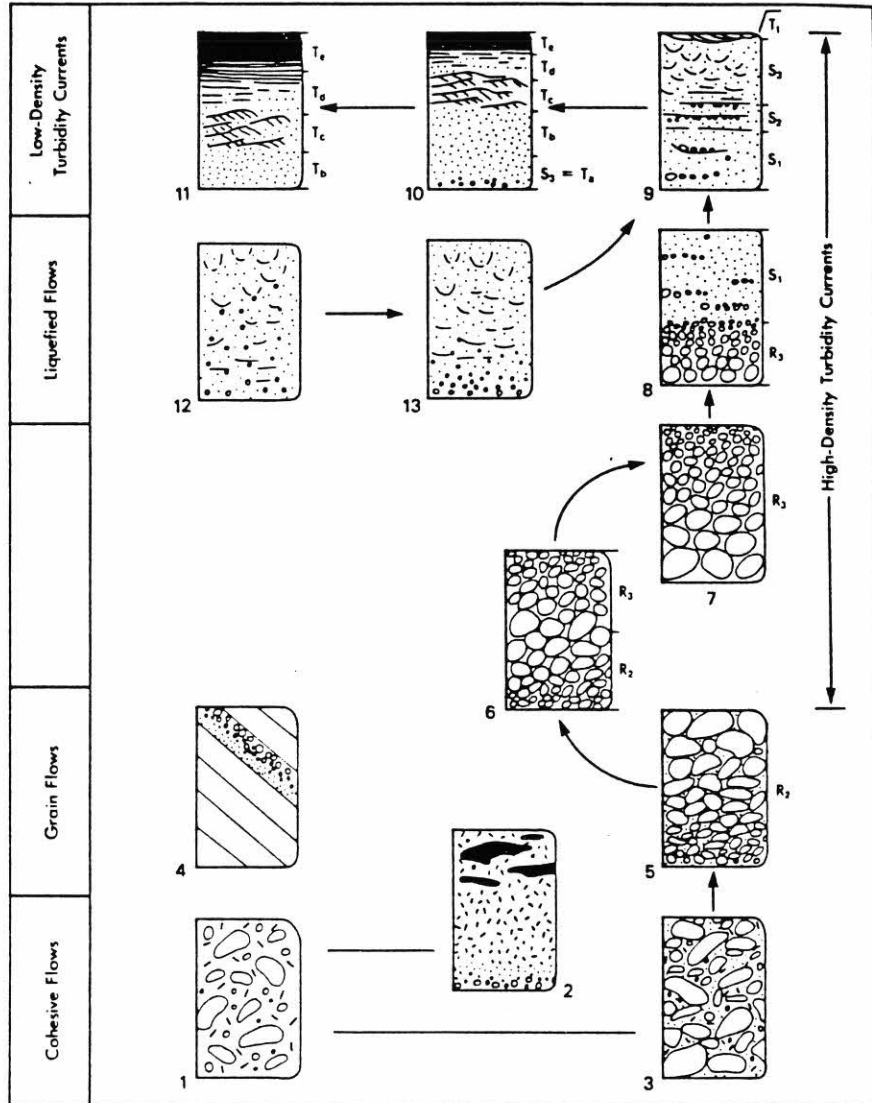 Low-Density
Turbidity Currents
Liquefied Flows
Grain Flows
Cohesive Flows
High-Density Turbidity Currents
Te
Td
Tc
Tb
11
Te
Td
Tc
Tb
S3 = Ta
10
T1
S3
S2
S1
9
12
13
S1
R3
8
R3
7
R3
R2
6
4
R2
5
2
1
3